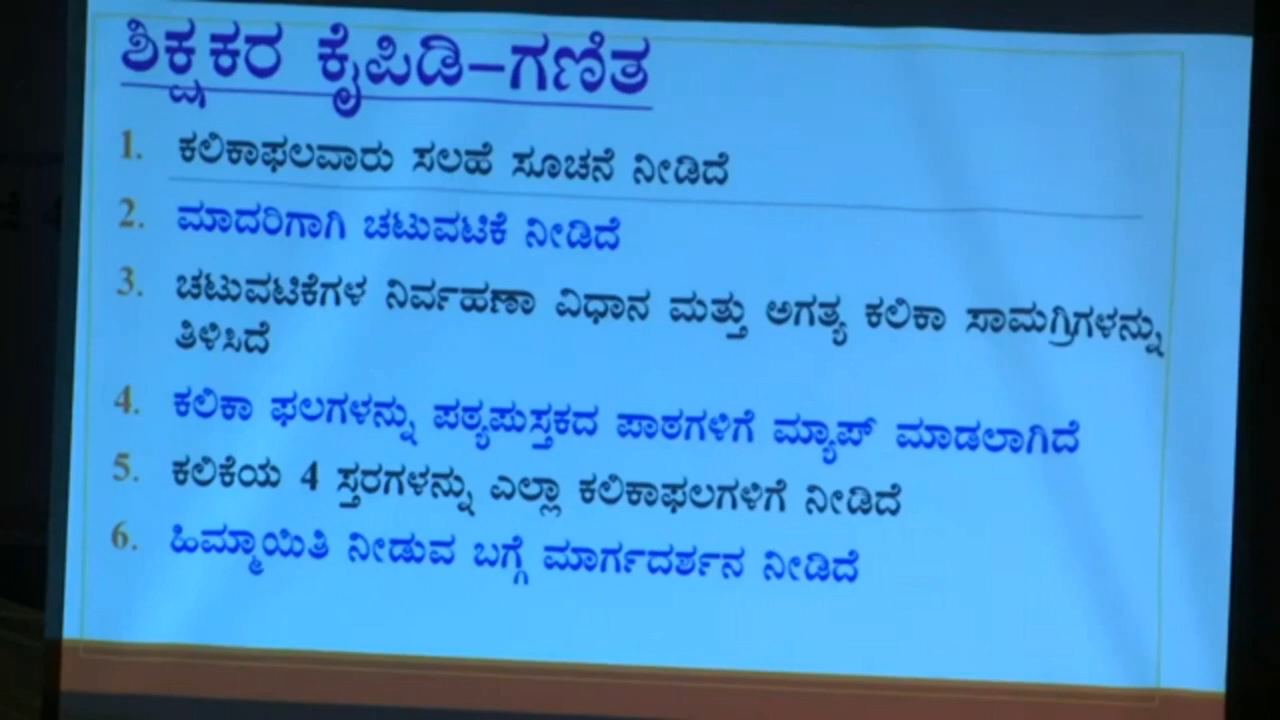 ಶಿಕ್ಷಕರ ಕೈಪಿಡಿ–ಗಣಿತ
1. ಕಲಿಕಾಫಲವಾರು ಸಲಹೆ ಸೂಚನೆ ನೀಡಿದೆ
2. ಮಾದರಿಗಾಗಿ ಚಟುವಟಿಕೆ ನೀಡಿದೆ
3. ಚಟುವಟಿಕೆಗಳ ನಿರ್ವಹಣಾ ವಿಧಾನ ಮತ್ತು ಅಗತ್ಯ ಕಲಿಕಾ ಸಾಮಗ್ರಿಗಳನ್ನು
ತಿಳಿಸಿದೆ
4. ಕಲಿಕಾ ಫಲಗಳನ್ನು ಪಠ್ಯಪುಸ್ತಕದ ಪಾಠಗಳಿಗೆ ಮ್ಯಾಪ್ ಮಾಡಲಾಗಿದೆ
5. ಕಲಿಕೆಯ 4 ಸ್ತರಗಳನ್ನು ಎಲ್ಲಾ ಕಲಿಕಾಫಲಗಳಿಗೆ ನೀಡಿದೆ
6. ಹಿಮ್ಮಾಯಿತಿ ನೀಡುವ ಬಗ್ಗೆ ಮಾರ್ಗದರ್ಶನ ನೀಡಿದೆ